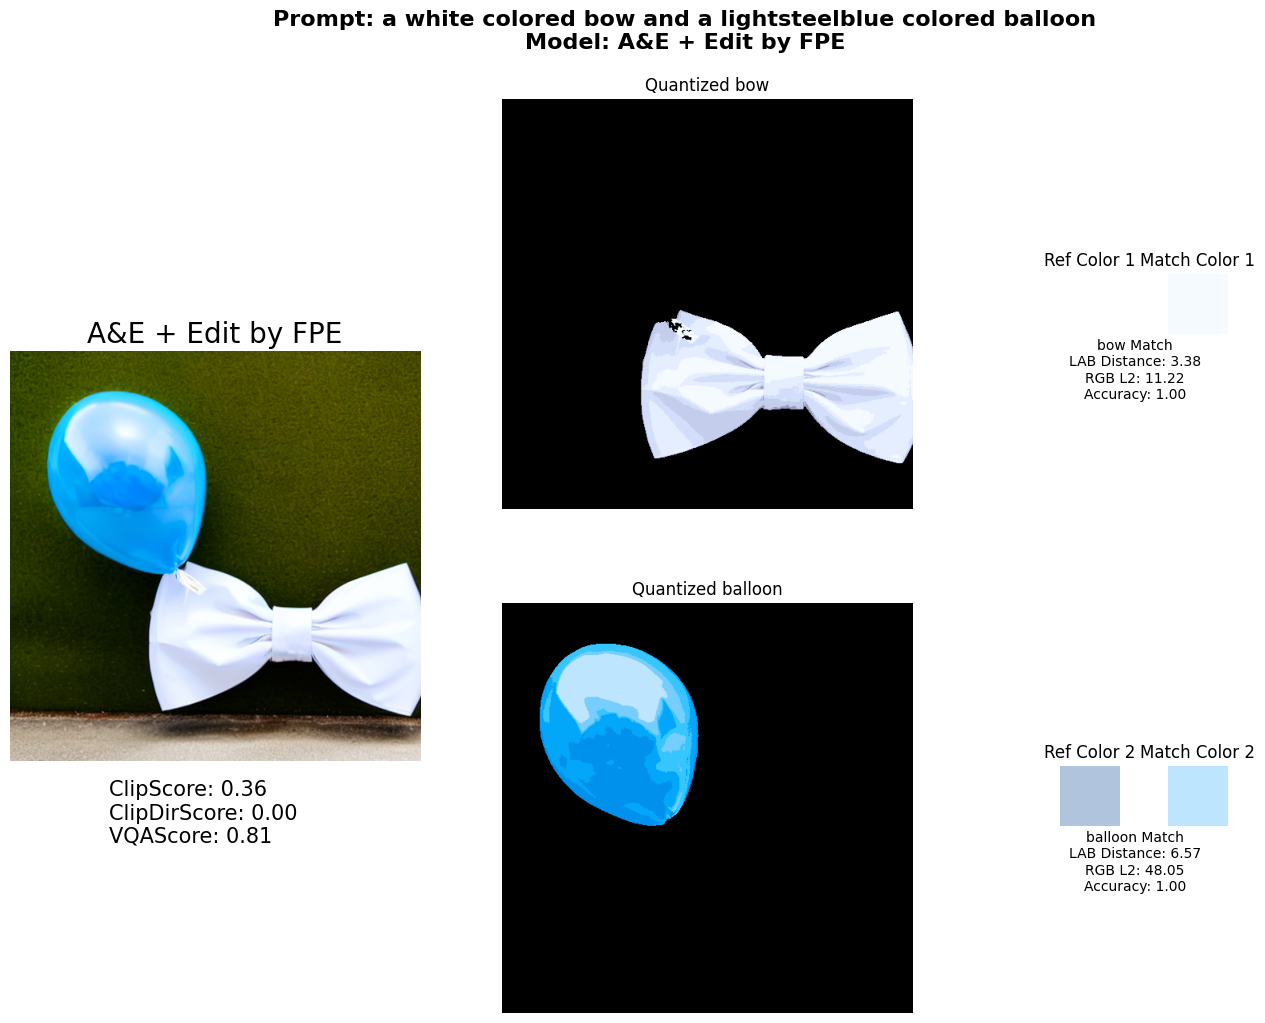 Prompt: a white colored bow and a lightsteelblue colored balloon
Model: A&E + Edit by FPE
Quantized bow
Ref Color 1 Match Color 1
bow Match
LAB Distance: 3.38
RGB L2: 11.22
Accuracy: 1.00
A&E + Edit by FPE
ClipScore: 0.36
ClipDirScore: 0.00
VQAScore: 0.81
Quantized balloon
Ref Color 2 Match Color 2
balloon Match
LAB Distance: 6.57
RGB L2: 48.05
Accuracy: 1.00